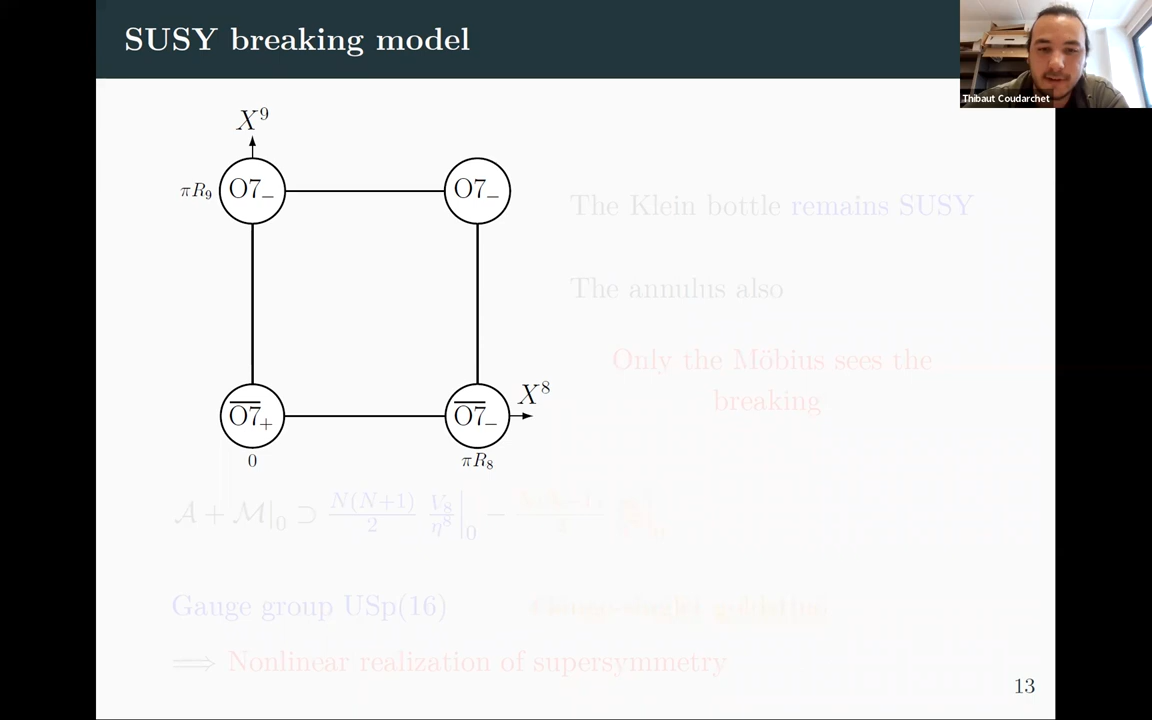 SUSY breaking model
Thibaut Coudarchet
X⁹
πR₉
O7₋
O7₋
The Klein bottle remains SUSY
The annulus also
Only the Möbius sees the
breaking
X⁸
O̅7̅₊
O̅7̅₋
0
πR₈
𝒜 + ℳ|₀ ⊃ N(N+1)/2 V₈/η⁸|₀ −
Gauge group USp(16)
⟹ Nonlinear realization of supersymmetry
13